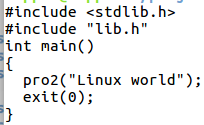 #include <stdlib.h>
#include "lib.h"
int main()
{
  pro2("Linux world");
  exit(0);
}